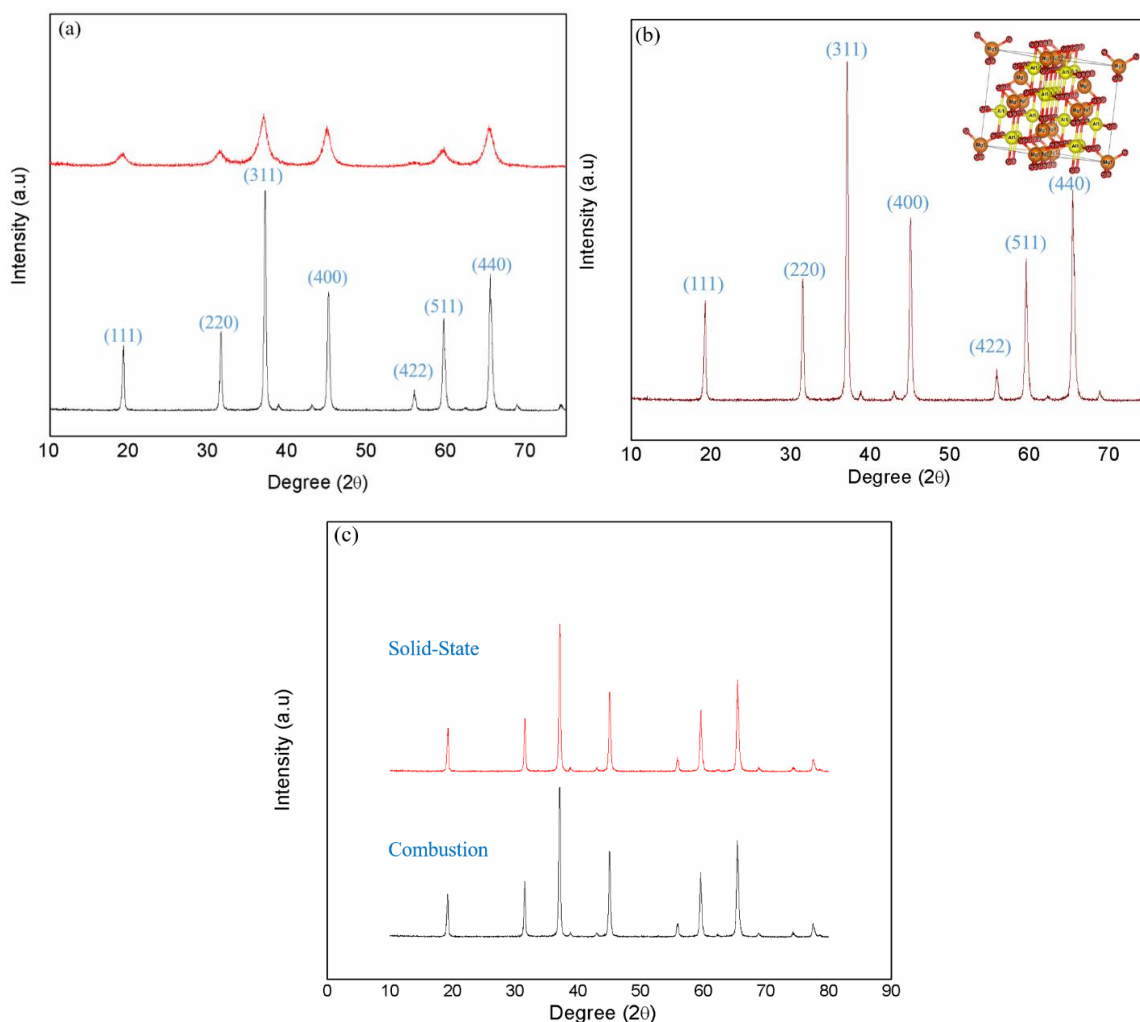 (a)
(311)
(440)
(400)
(511)
(220)
(111)
(422)
Intensity (a.u)
10 20 30 40 50 60 70
Degree (2θ)
(b)
(311)
(440)
(400)
(511)
(220)
(111)
(422)
Intensity (a.u)
10 20 30 40 50 60 70
Degree (2θ)
(c)
Solid-State
Combustion
Intensity (a.u)
0 10 20 30 40 50 60 70 80 90
Degree (2θ)